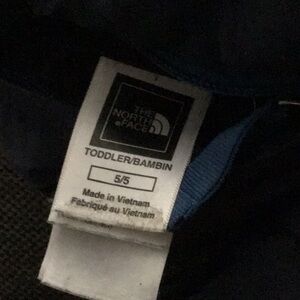 THE
NORTH
FACE
TODDLER/BAMBIN
5/5
Made in Vietnam
Fabriqué au Vietnam